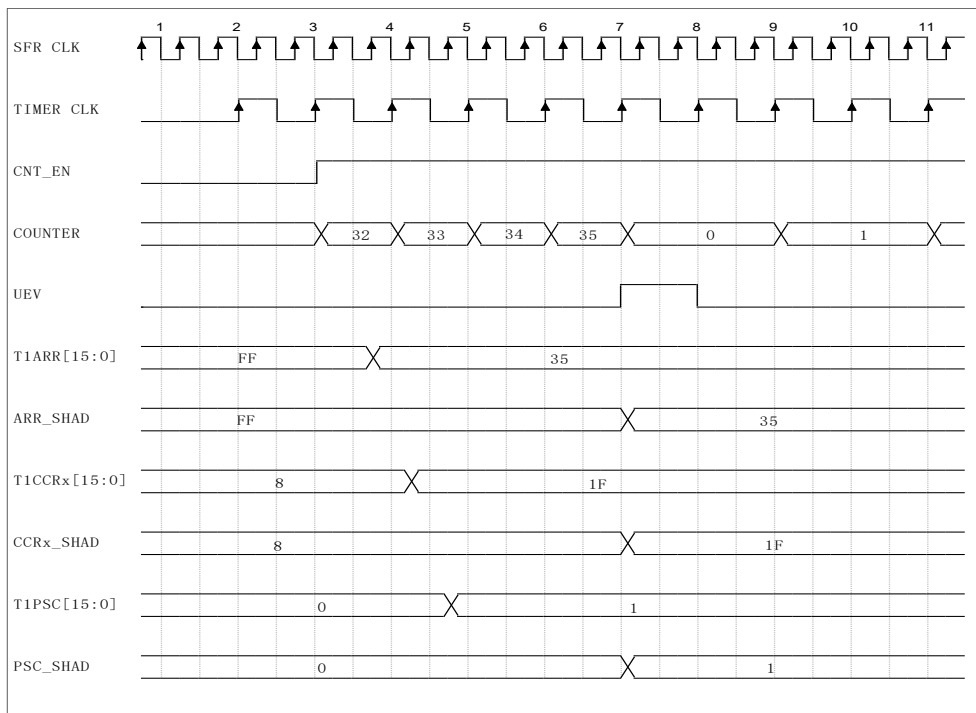 1 2 3 4 5 6 7 8 9 10 11
SFR CLK
TIMER CLK
CNT_EN
COUNTER 32 33 34 35 0 1
UEV
T1ARR[15:0] FF 35
ARR_SHAD FF 35
T1CCRx[15:0] 8 1F
CCRx_SHAD 8 1F
T1PSC[15:0] 0 1
PSC_SHAD 0 1